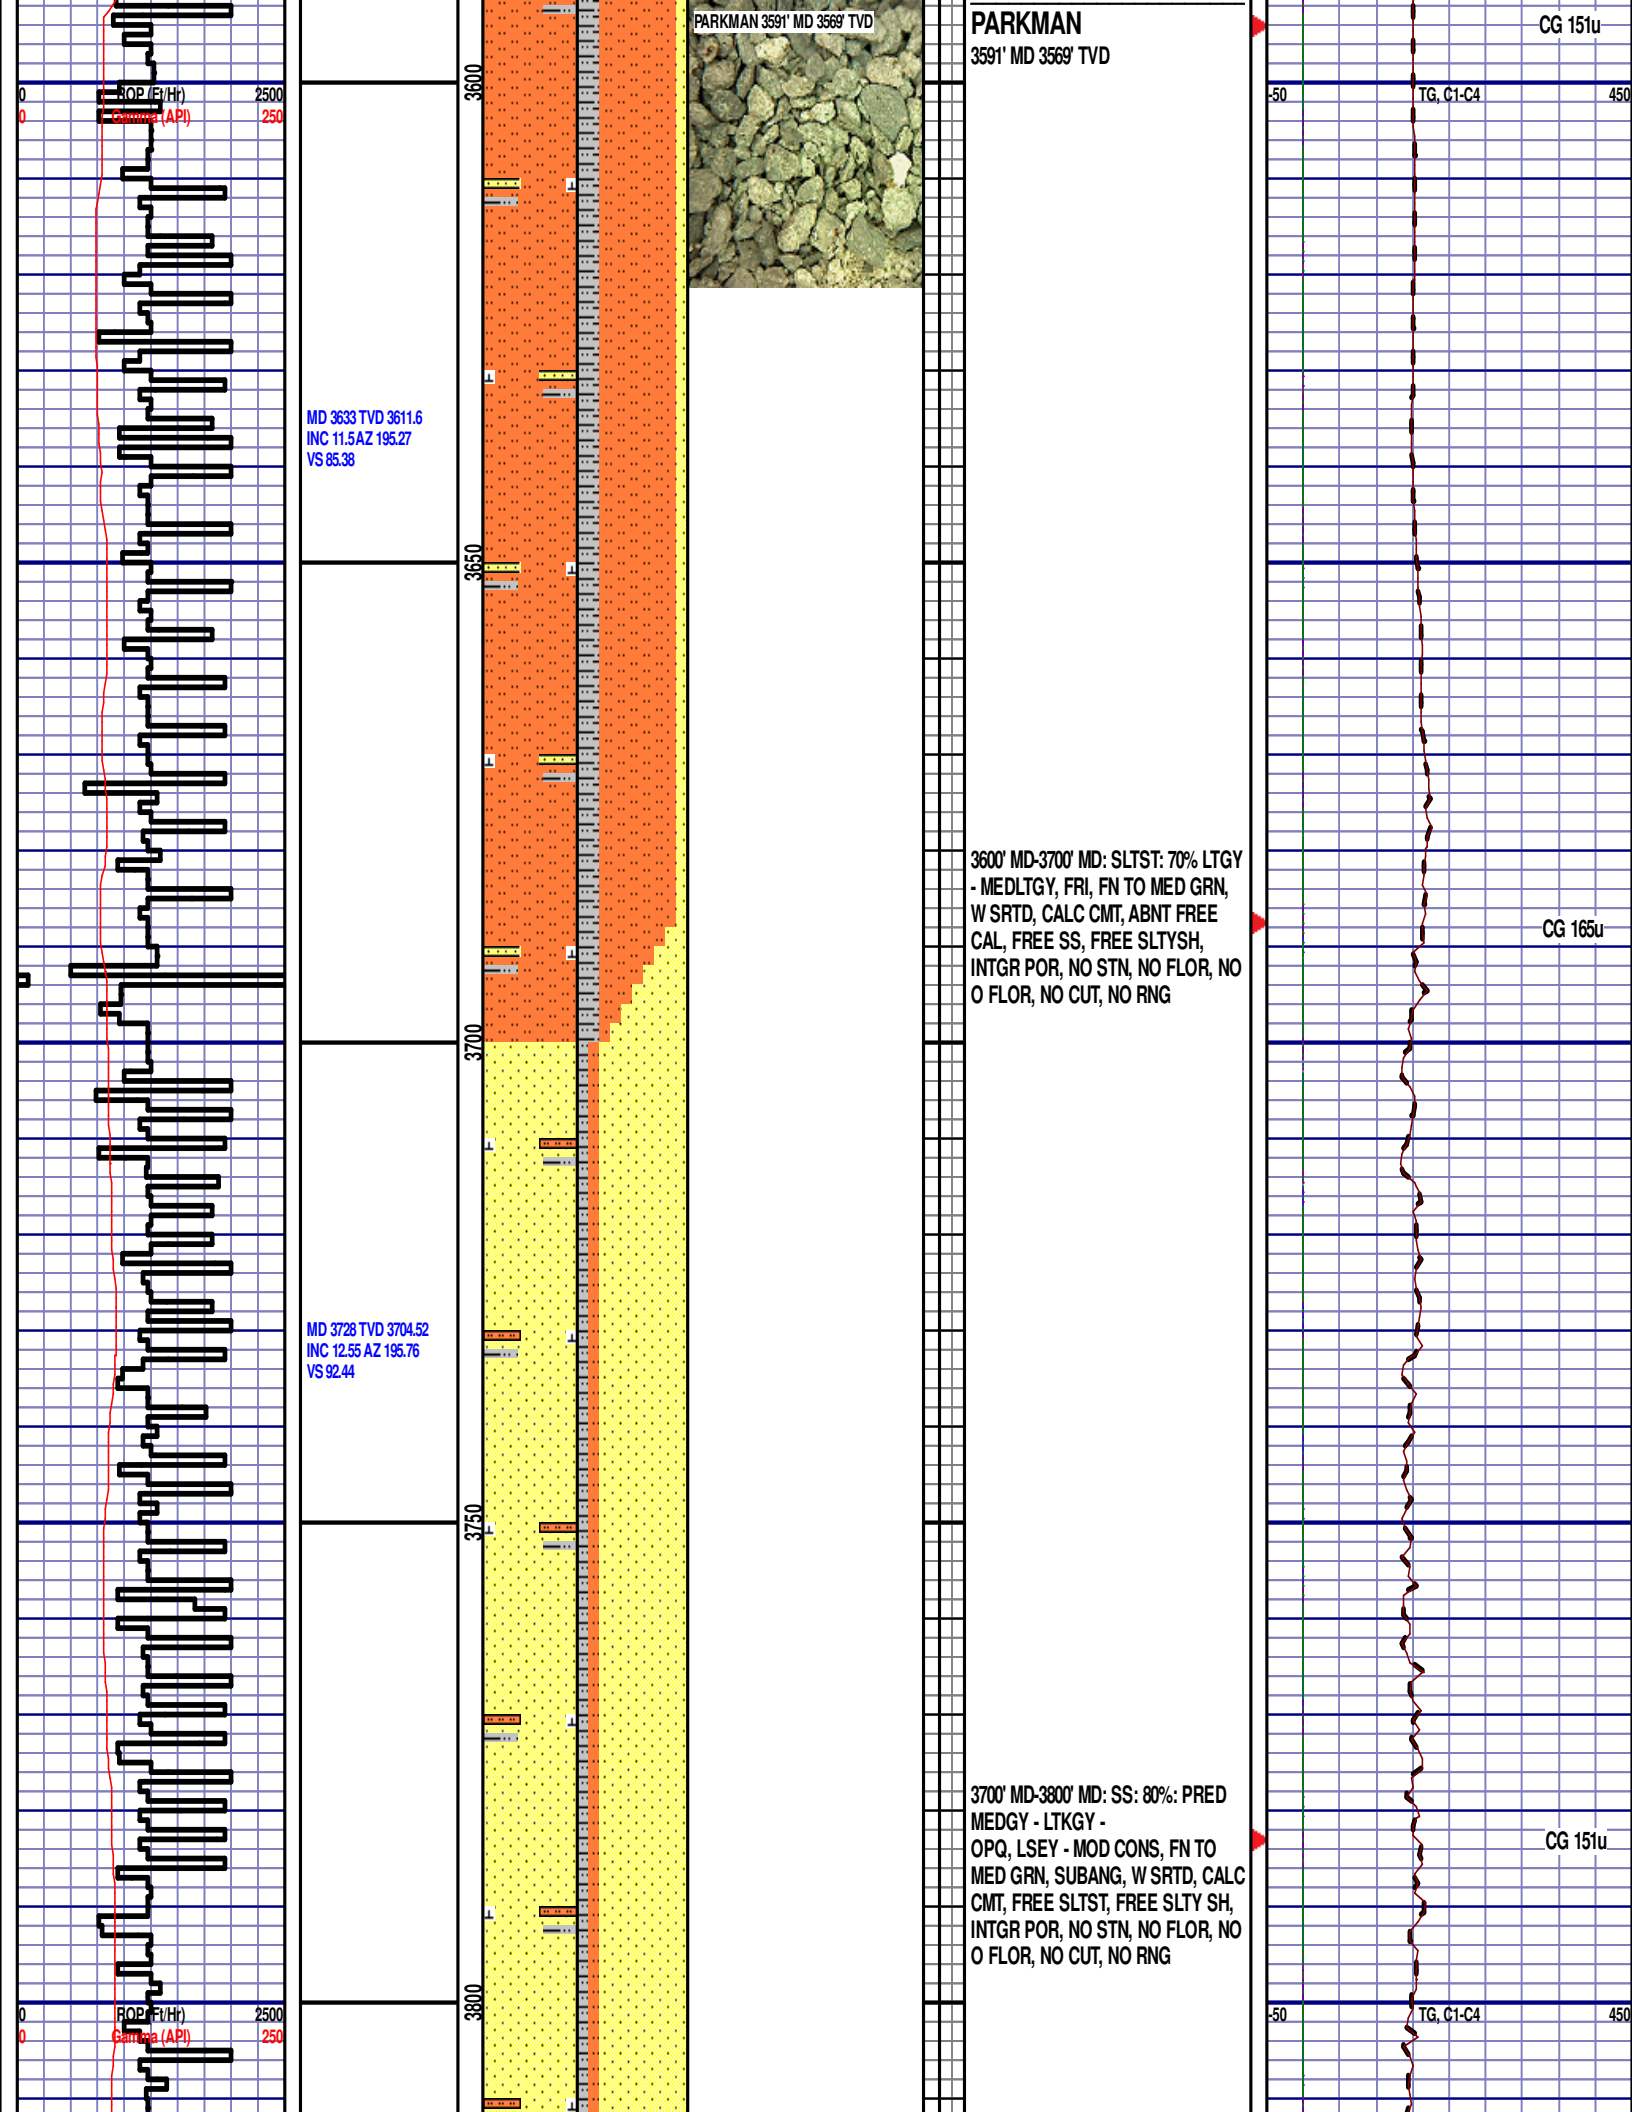 PARKMAN 3591' MD 3569' TVD
PARKMAN
3591' MD 3569' TVD
CG 151u
0 ROP (Ft/Hr) 2500
0 Gamma (API) 250
3600
-50 TG, C1-C4 450
MD 3633 TVD 3611.6
INC 11.5 AZ 195.27
VS 85.38
3650
3600' MD-3700' MD: SLTST: 70% LTGY
- MEDLTGY, FRI, FN TO MED GRN,
W SRTD, CALC CMT, ABNT FREE
CAL, FREE SS, FREE SLTYSH,
INTGR POR, NO STN, NO FLOR, NO
O FLOR, NO CUT, NO RNG
CG 165u
3700
MD 3728 TVD 3704.52
INC 12.55 AZ 195.76
VS 92.44
3750
3700' MD-3800' MD: SS: 80%: PRED
MEDGY - LTKGY -
OPQ, LSEY - MOD CONS, FN TO
MED GRN, SUBANG, W SRTD, CALC
CMT, FREE SLTST, FREE SLTY SH,
INTGR POR, NO STN, NO FLOR, NO
O FLOR, NO CUT, NO RNG
CG 151u
3800
0 ROP (Ft/Hr) 2500
0 Gamma (API) 250
-50 TG, C1-C4 450